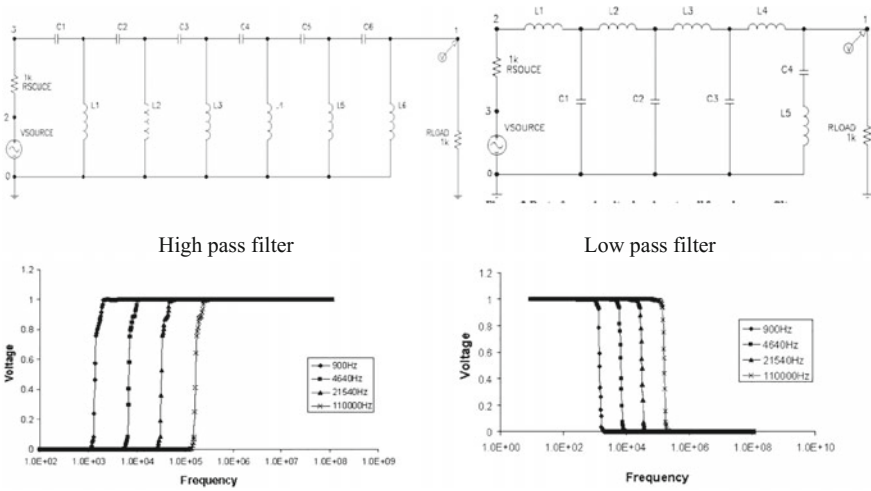 C1 C2 C3 C4 C5 C6
3
1
V
1k
RSCUCE
2
VSOURCE
0
L1 L2 L3 L4 L5 L6
RLOAD
1k
L1 L2 L3 L4
2
1
V
1k
RSOUCE
3
VSOURCE
0
C1 C2 C3
C4
L5
RLOAD
1k
High pass filter
Low pass filter
Voltage
1.2
1
0.8
0.6
0.4
0.2
0
1.0E+02 1.0E+03 1.0E+04 1.0E+05 1.0E+06 1.0E+07 1.0E+08 1.0E+09
Frequency
900Hz
4640Hz
21540Hz
110000Hz
Voltage
1.2
1
0.8
0.6
0.4
0.2
0
1.0E+00 1.0E+02 1.0E+04 1.0E+06 1.0E+08 1.0E+10
Frequency
900Hz
4640Hz
21540Hz
110000Hz